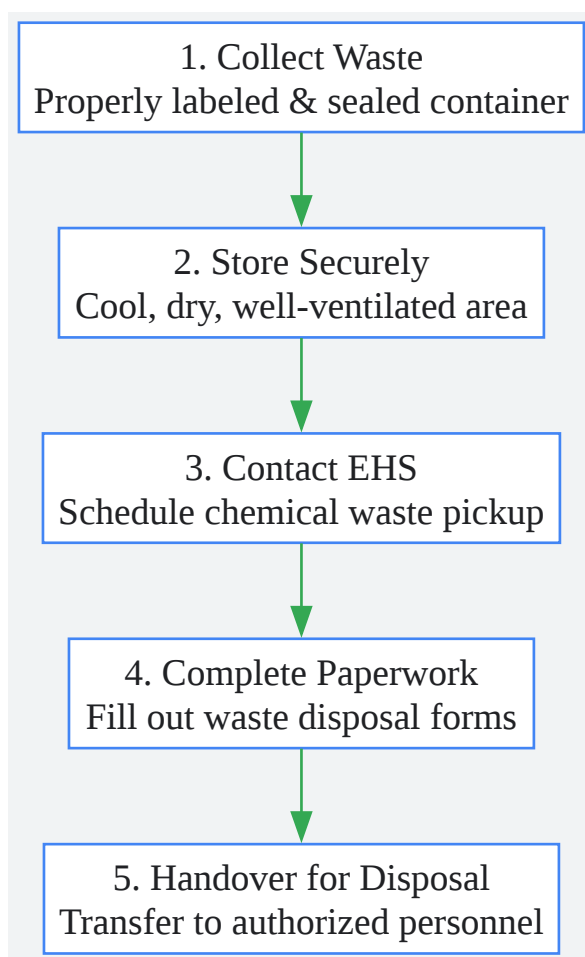 1. Collect Waste
Properly labeled & sealed container
2. Store Securely
Cool, dry, well-ventilated area
3. Contact EHS
Schedule chemical waste pickup
4. Complete Paperwork
Fill out waste disposal forms
5. Handover for Disposal
Transfer to authorized personnel